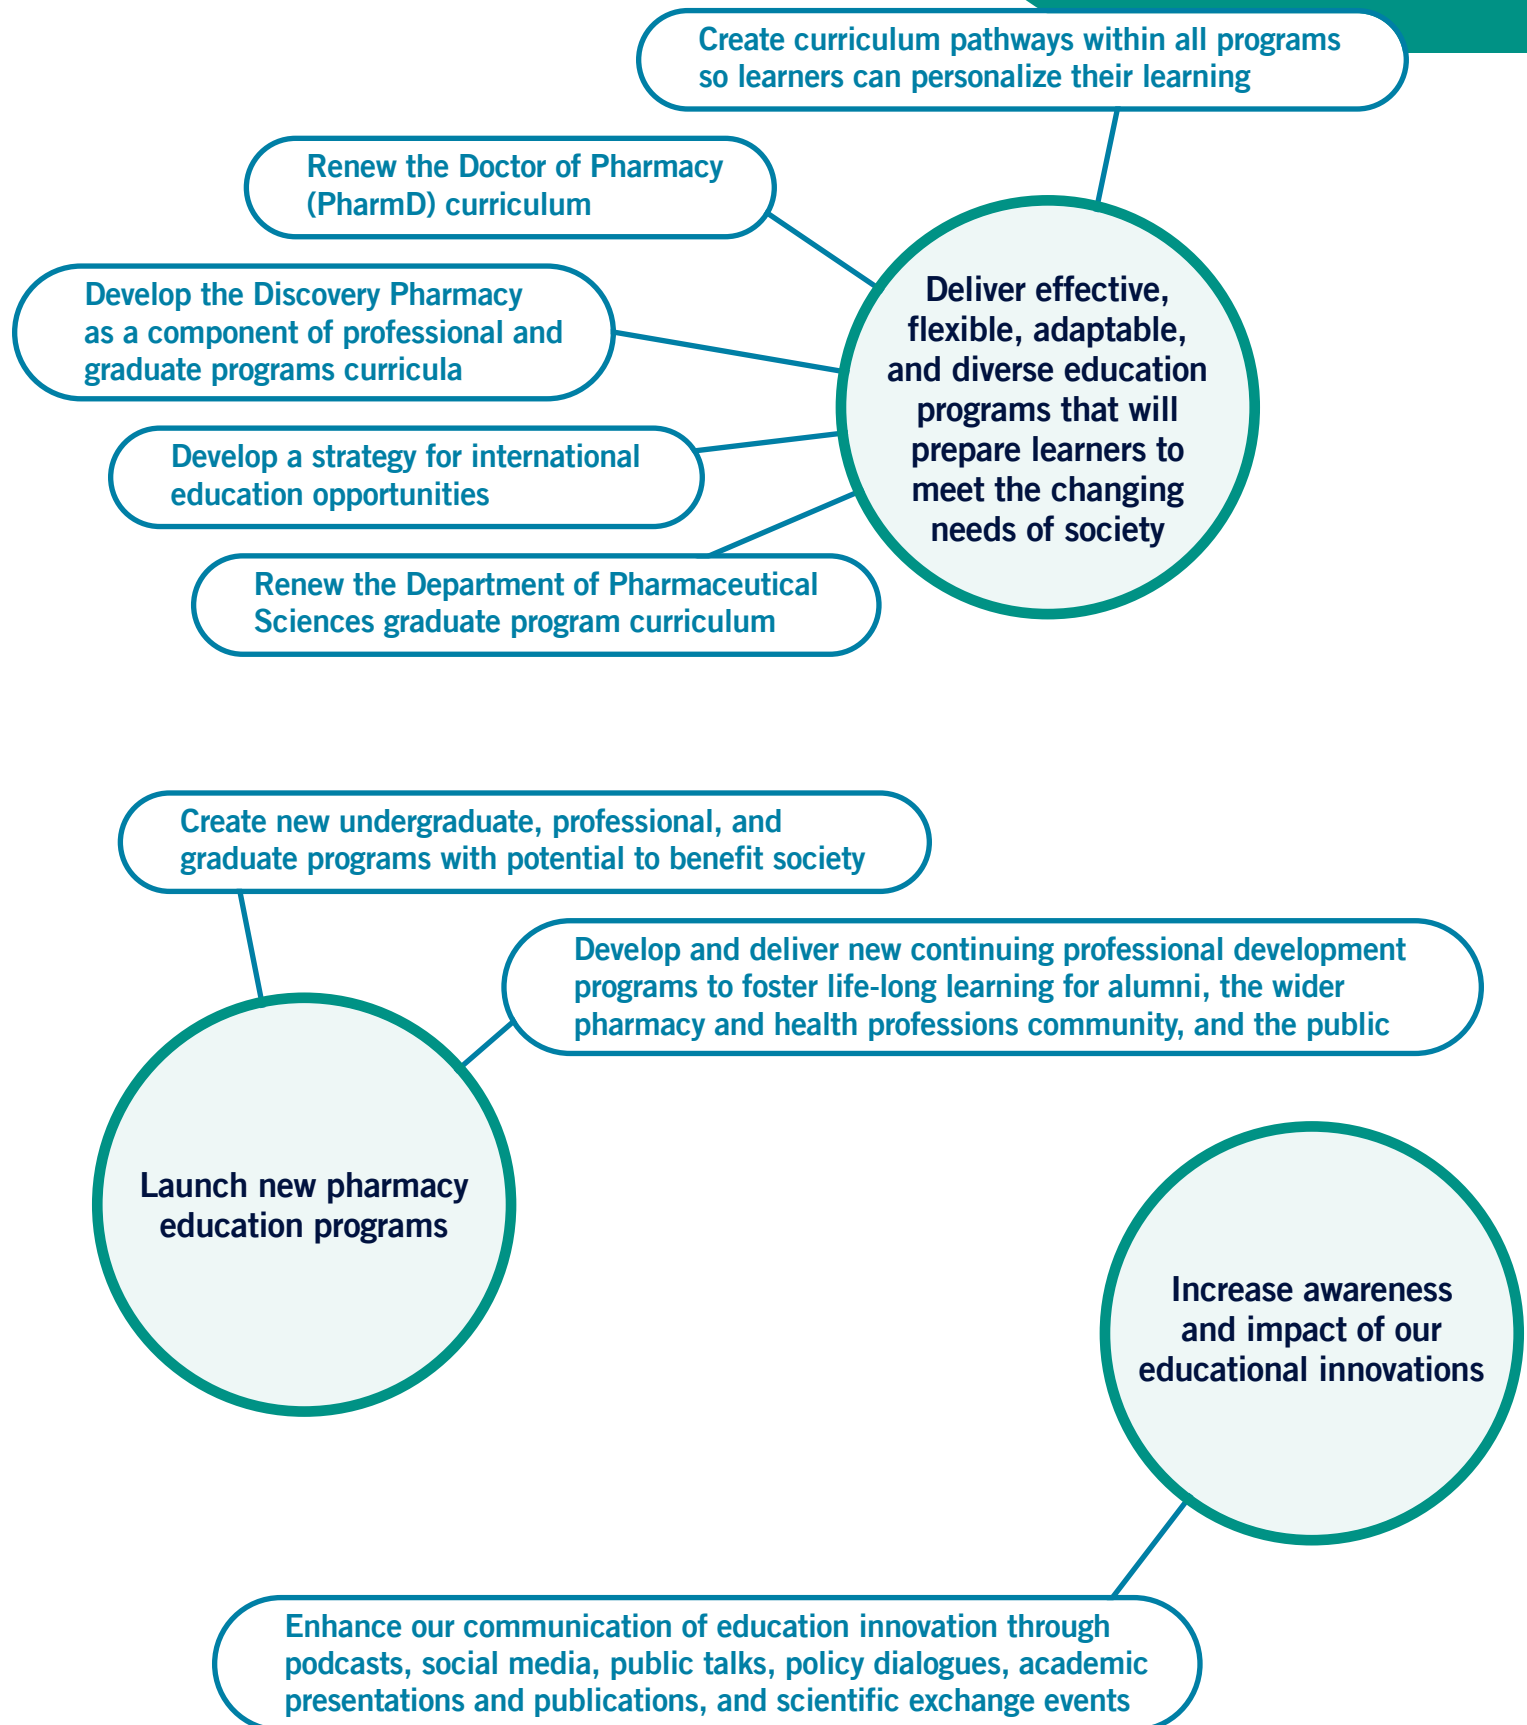 Create curriculum pathways within all programs
so learners can personalize their learning
Renew the Doctor of Pharmacy
(PharmD) curriculum
Develop the Discovery Pharmacy
as a component of professional and
graduate programs curricula
Develop a strategy for international
education opportunities
Renew the Department of Pharmaceutical
Sciences graduate program curriculum
Deliver effective,
flexible, adaptable,
and diverse education
programs that will
prepare learners to
meet the changing
needs of society
Create new undergraduate, professional, and
graduate programs with potential to benefit society
Develop and deliver new continuing professional development
programs to foster life-long learning for alumni, the wider
pharmacy and health professions community, and the public
Launch new pharmacy
education programs
Increase awareness
and impact of our
educational innovations
Enhance our communication of education innovation through
podcasts, social media, public talks, policy dialogues, academic
presentations and publications, and scientific exchange events